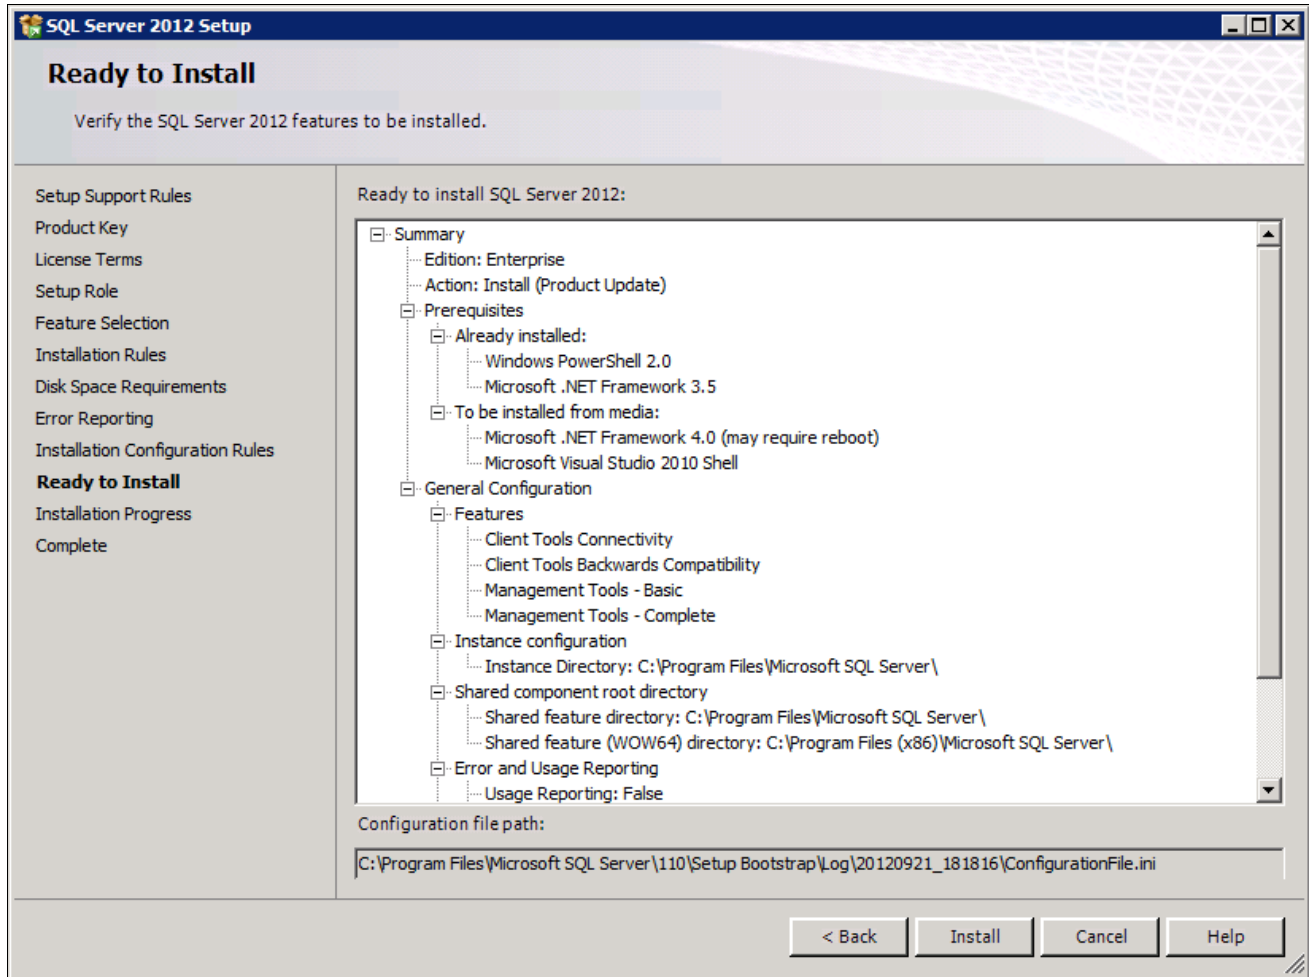 SQL Server 2012 Setup
Ready to Install
Verify the SQL Server 2012 features to be installed.
Setup Support Rules
Product Key
License Terms
Setup Role
Feature Selection
Installation Rules
Disk Space Requirements
Error Reporting
Installation Configuration Rules
Ready to Install
Installation Progress
Complete
Ready to install SQL Server 2012:
Summary
Edition: Enterprise
Action: Install (Product Update)
Prerequisites
Already installed:
Windows PowerShell 2.0
Microsoft .NET Framework 3.5
To be installed from media:
Microsoft .NET Framework 4.0 (may require reboot)
Microsoft Visual Studio 2010 Shell
General Configuration
Features
Client Tools Connectivity
Client Tools Backwards Compatibility
Management Tools - Basic
Management Tools - Complete
Instance configuration
Instance Directory: C:\Program Files\Microsoft SQL Server\
Shared component root directory
Shared feature directory: C:\Program Files\Microsoft SQL Server\
Shared feature (WOW64) directory: C:\Program Files (x86)\Microsoft SQL Server\
Error and Usage Reporting
Usage Reporting: False
Configuration file path:
C:\Program Files\Microsoft SQL Server\110\Setup Bootstrap\Log\20120921_181816\ConfigurationFile.ini
< Back
Install
Cancel
Help